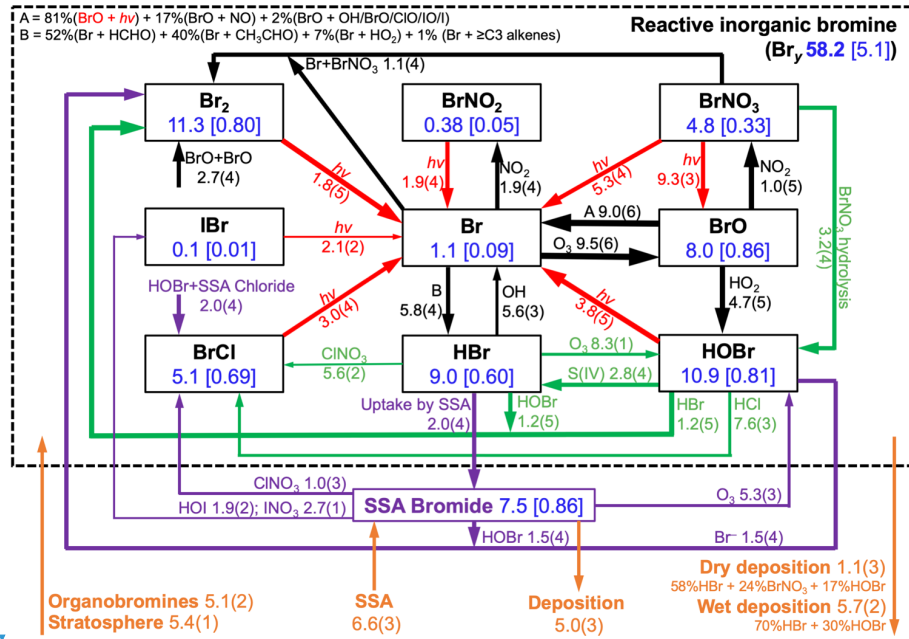 A = 81%(BrO + hv) + 17%(BrO + NO) + 2%(BrO + OH/BrO/ClO/IO/I)
B = 52%(Br + HCHO) + 40%(Br + CH₃CHO) + 7%(Br + HO₂) + 1% (Br + ≥C3 alkenes)
Reactive inorganic bromine
(Brᵧ 58.2 [5.1])
Br+BrNO₃ 1.1(4)
Br₂
11.3 [0.80]
BrNO₂
0.38 [0.05]
BrNO₃
4.8 [0.33]
BrO+BrO
2.7(4)
hv
1.8(5)
hv
1.9(4)
NO₂
1.9(4)
hv
5.3(4)
hv
9.3(3)
NO₂
1.0(5)
BrNO₃ hydrolysis
3.2(4)
IBr
0.1 [0.01]
hv
2.1(2)
Br
1.1 [0.09]
A 9.0(6)
O₃ 9.5(6)
BrO
8.0 [0.86]
HOBr+SSA Chloride
2.0(4)
hv
3.0(4)
B
5.8(4)
OH
5.6(3)
hv
3.8(5)
HO₂
4.7(5)
BrCl
5.1 [0.69]
ClNO₃
5.6(2)
HBr
9.0 [0.60]
O₃ 8.3(1)
S(IV) 2.8(4)
HOBr
10.9 [0.81]
Uptake by SSA
2.0(4)
HOBr
1.2(5)
HBr
1.2(5)
HCl
7.6(3)
ClNO₃ 1.0(3)
HOI 1.9(2); INO₃ 2.7(1)
SSA Bromide 7.5 [0.86]
O₃ 5.3(3)
HOBr 1.5(4)
Br⁻ 1.5(4)
Organobromines 5.1(2)
Stratosphere 5.4(1)
SSA
6.6(3)
Deposition
5.0(3)
Dry deposition 1.1(3)
58%HBr + 24%BrNO₃ + 17%HOBr
Wet deposition 5.7(2)
70%HBr + 30%HOBr